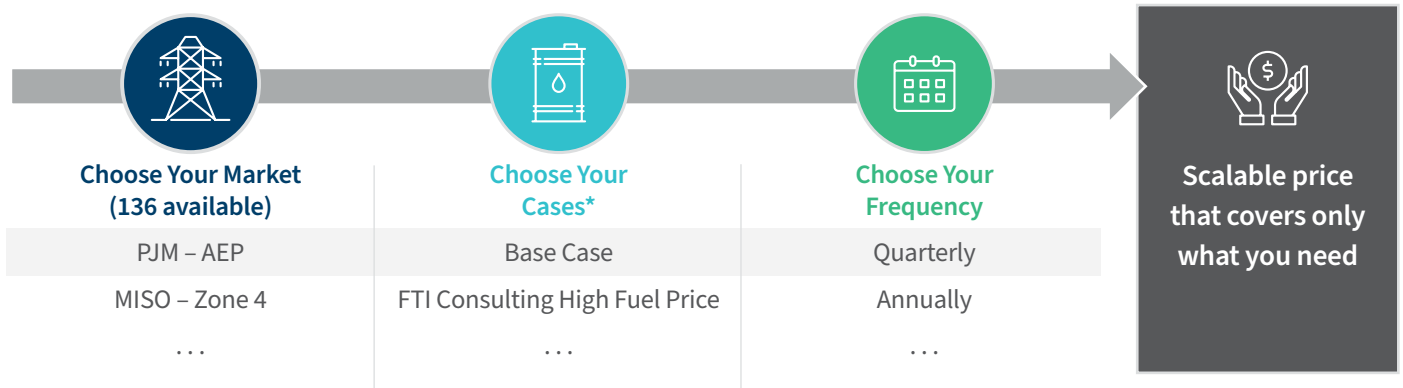 Choose Your Market
(136 available)
Choose Your
Cases*
Choose Your
Frequency
PJM – AEP
Base Case
Quarterly
MISO – Zone 4
FTI Consulting High Fuel Price
Annually
. . .
. . .
. . .
$
Scalable price
that covers only
what you need